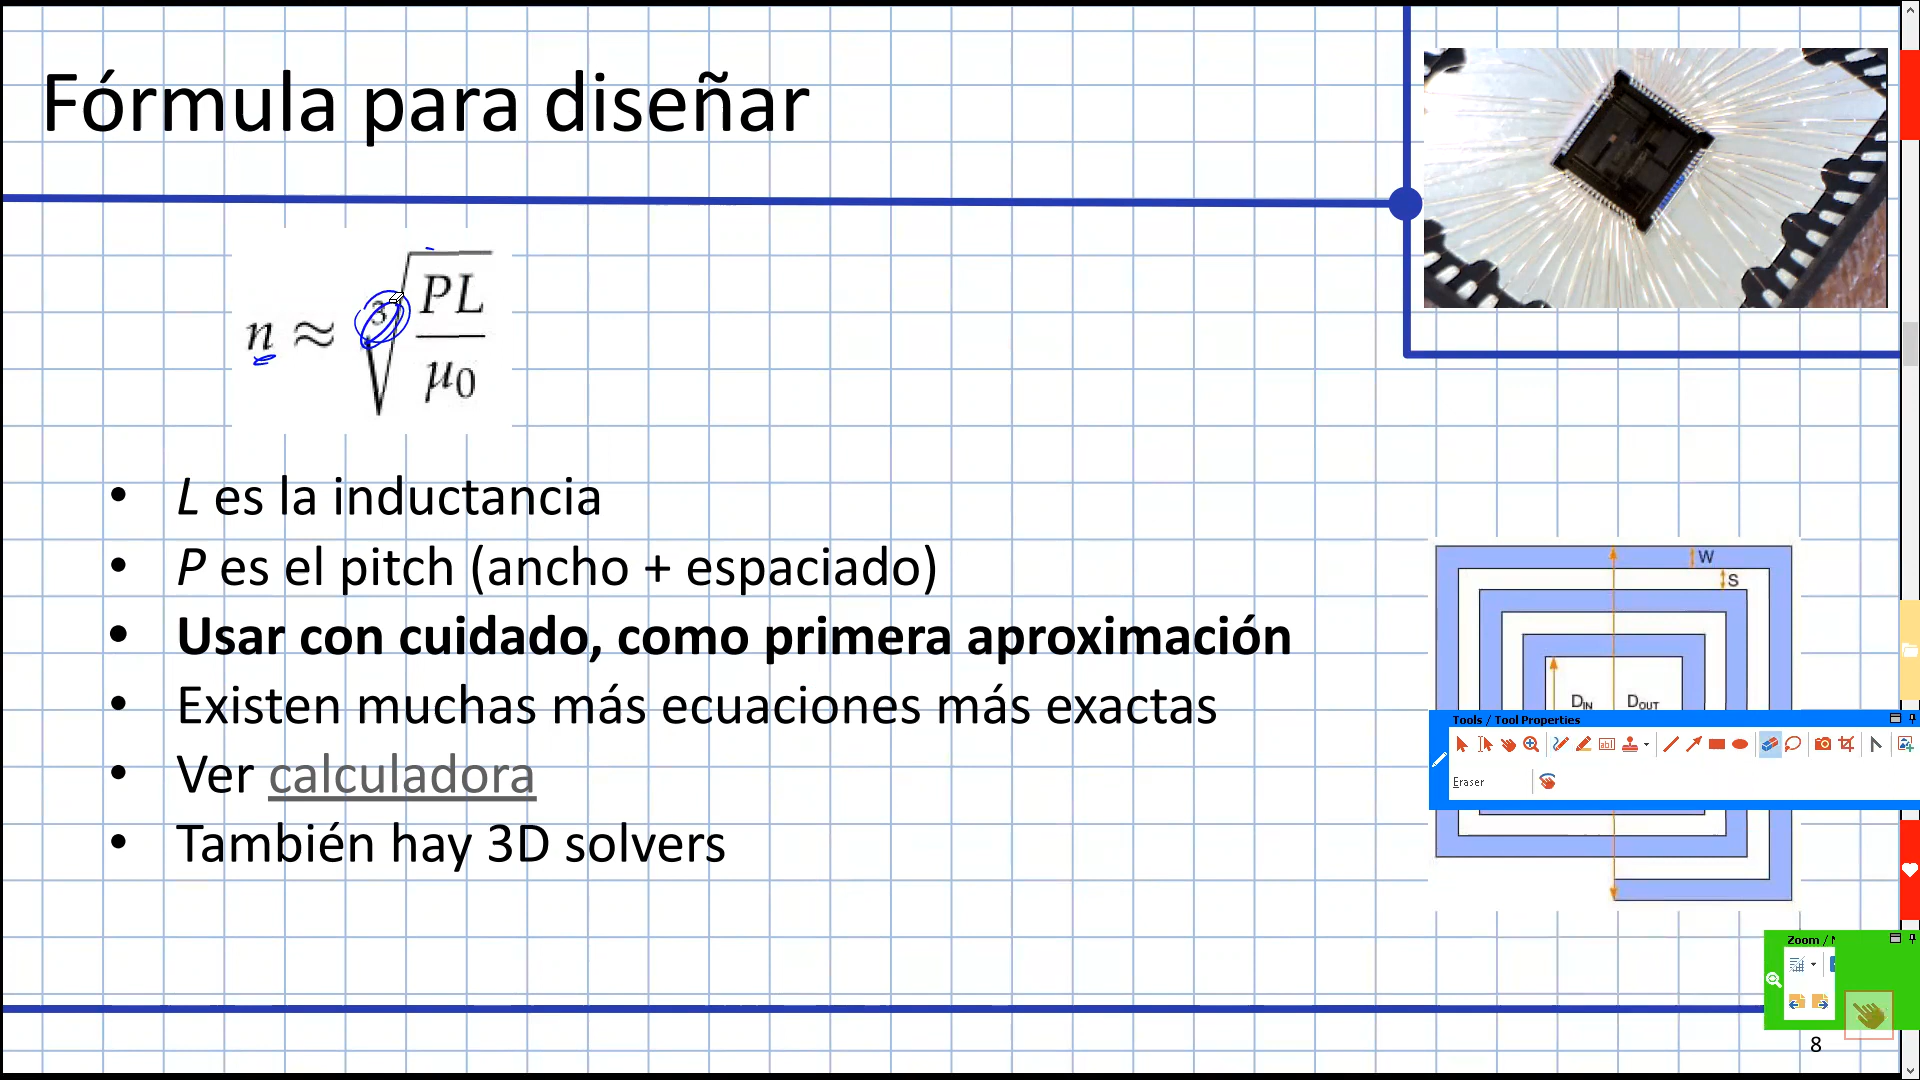 Fórmula para diseñar
n ≈ ∛(PL/μ0)
• L es la inductancia
• P es el pitch (ancho + espaciado)
• Usar con cuidado, como primera aproximación
• Existen muchas más ecuaciones más exactas
• Ver calculadora
• También hay 3D solvers
W
S
DIN DOUT
Tools / Tool Properties
Eraser
Zoom /
8